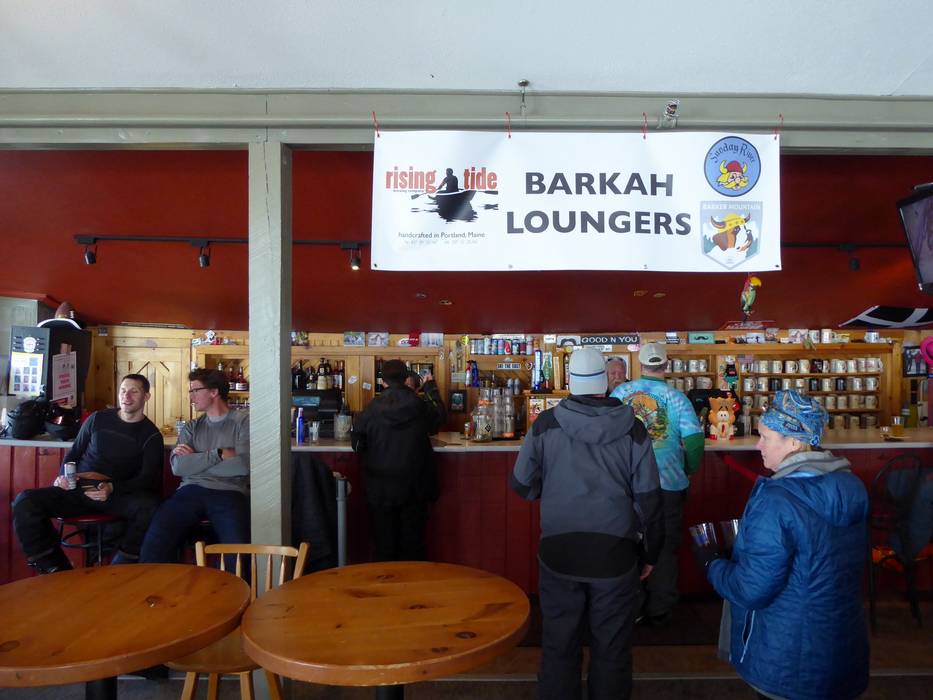 rising tide
handcrafted in Portland, Maine
BARKAH
LOUNGERS
Sunday River
BARKER MOUNTAIN
GOOD N YOU